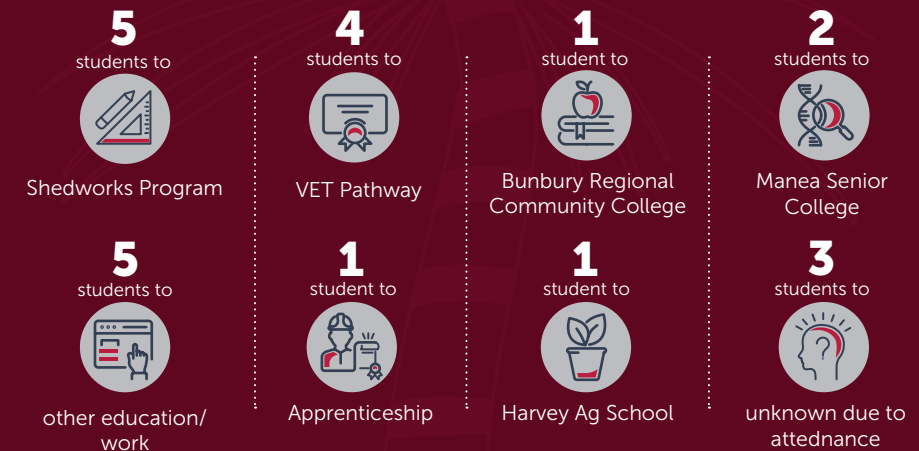 5
students to
Shedworks Program
4
students to
VET Pathway
1
student to
Bunbury Regional
Community College
2
students to
Manea Senior
College
5
students to
other education/
work
1
student to
Apprenticeship
1
student to
Harvey Ag School
3
students to
?
unknown due to
attednance